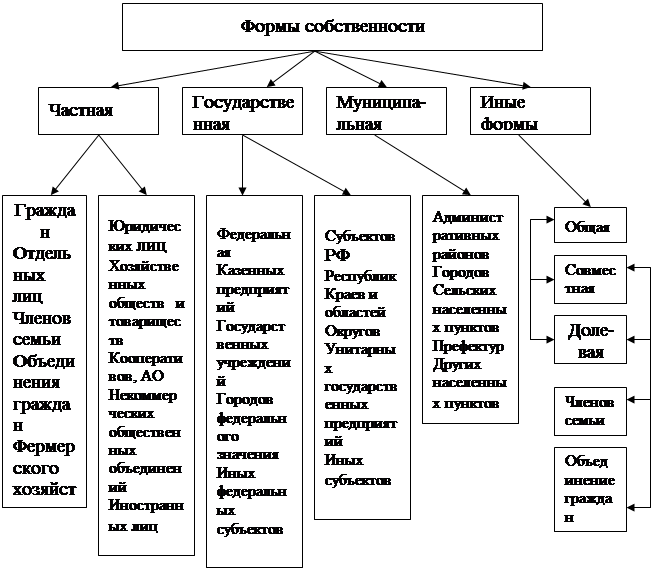 Формы собственности
Частная
Государстве
нная
Муниципа-
льная
Иные
формы
Граждa
н
Отдель
ных
лиц
Членов
семьи
Объеди
нения
граждa
н
Фермер
ского
хозяйст
Юридичес
ких лиц
Хозяйстве
нных
обществ и
товарищес
тв
Кооперати
вов, АО
Некоммер
ческих
обществен
ных
объединен
ий
Иностранн
ых лиц
Федеральн
ая
Казенных
предприят
ий
Государст
венных
учреждени
й
Городов
федеральн
ого
значения
Иных
федеральн
ых
субъектов
Субъектов
РФ
Республик
Краев и
областей
Округов
Унитарны
х
государств
енных
предприят
ий
Иных
субъектов
Админист
ративных
районов
Городов
Сельских
населенны
х пунктов
Префектур
Других
населенны
х пунктов
Общая
Совмес
тная
Доле-
вая
Членов
семьи
Объед
инение
гражда
н